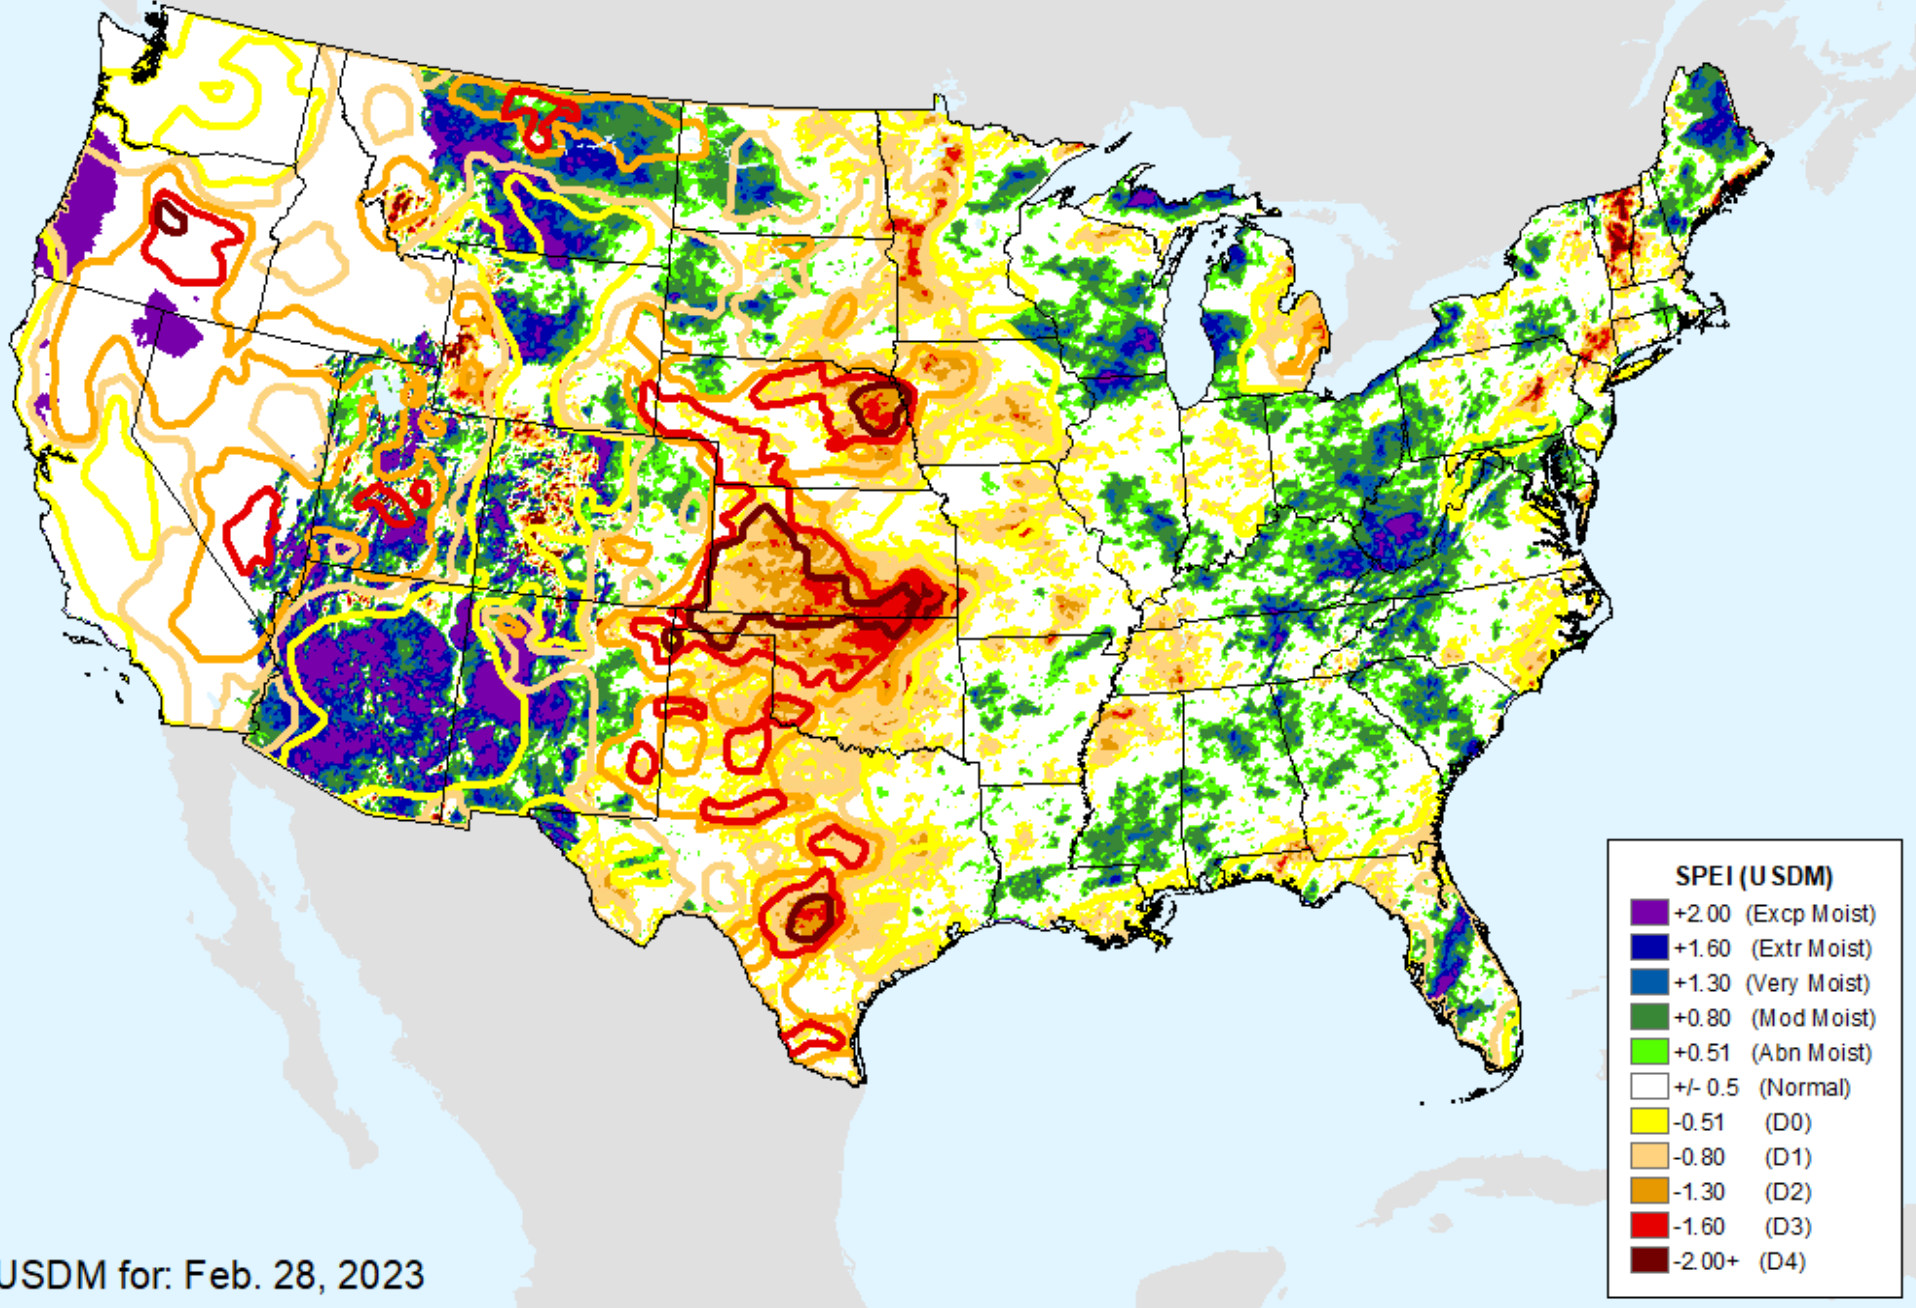 SPEI (USDM)
+2.00 (Excp Moist)
+1.60 (Extr Moist)
+1.30 (Very Moist)
+0.80 (Mod Moist)
+0.51 (Abn Moist)
+/- 0.5 (Normal)
-0.51 (D0)
-0.80 (D1)
-1.30 (D2)
-1.60 (D3)
-2.00+ (D4)
USDM for: Feb. 28, 2023